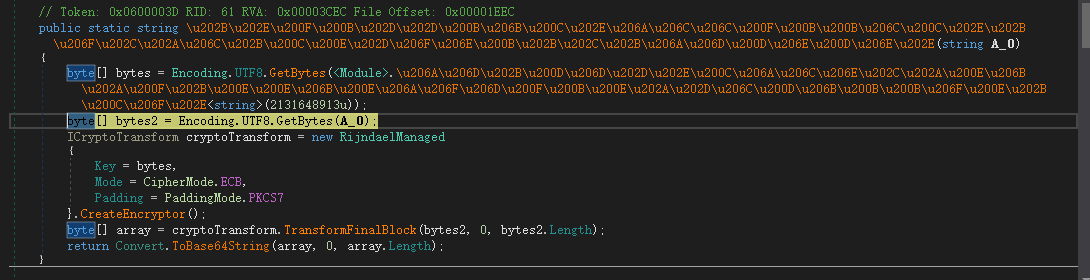 // Token: 0x0600003D RID: 61 RVA: 0x00003CEC File Offset: 0x00001EEC
public static string \u202B\u202E\u200F\u200B\u202D\u202D\u200B\u206B\u200C\u202E\u206A\u206C\u206C\u200F\u200B\u206C\u200C\u202E\u202B
\u206F\u202C\u202A\u206C\u202B\u200C\u200E\u202D\u206F\u206E\u200B\u202B\u202C\u202B\u206A\u206D\u200D\u206E\u200D\u206E\u202E(string A_0)
{
byte[] bytes = Encoding.UTF8.GetBytes(<Module>.\u206A\u206D\u202B\u200D\u206D\u202D\u202E\u200C\u206A\u206C\u206E\u202C\u202A\u200E\u206B
\u202A\u200F\u202B\u200E\u206B\u200E\u206A\u206F\u206D\u200F\u200B\u200E\u202A\u202D\u206C\u200D\u206B\u200B\u200B\u206F\u200E\u202B
\u200C\u206F\u202E<string>(2131648913u));
byte[] bytes2 = Encoding.UTF8.GetBytes(A_0);
ICryptoTransform cryptoTransform = new RijndaelManaged
{
Key = bytes,
Mode = CipherMode.ECB,
Padding = PaddingMode.PKCS7
}.CreateEncryptor();
byte[] array = cryptoTransform.TransformFinalBlock(bytes2, 0, bytes2.Length);
return Convert.ToBase64String(array, 0, array.Length);
}